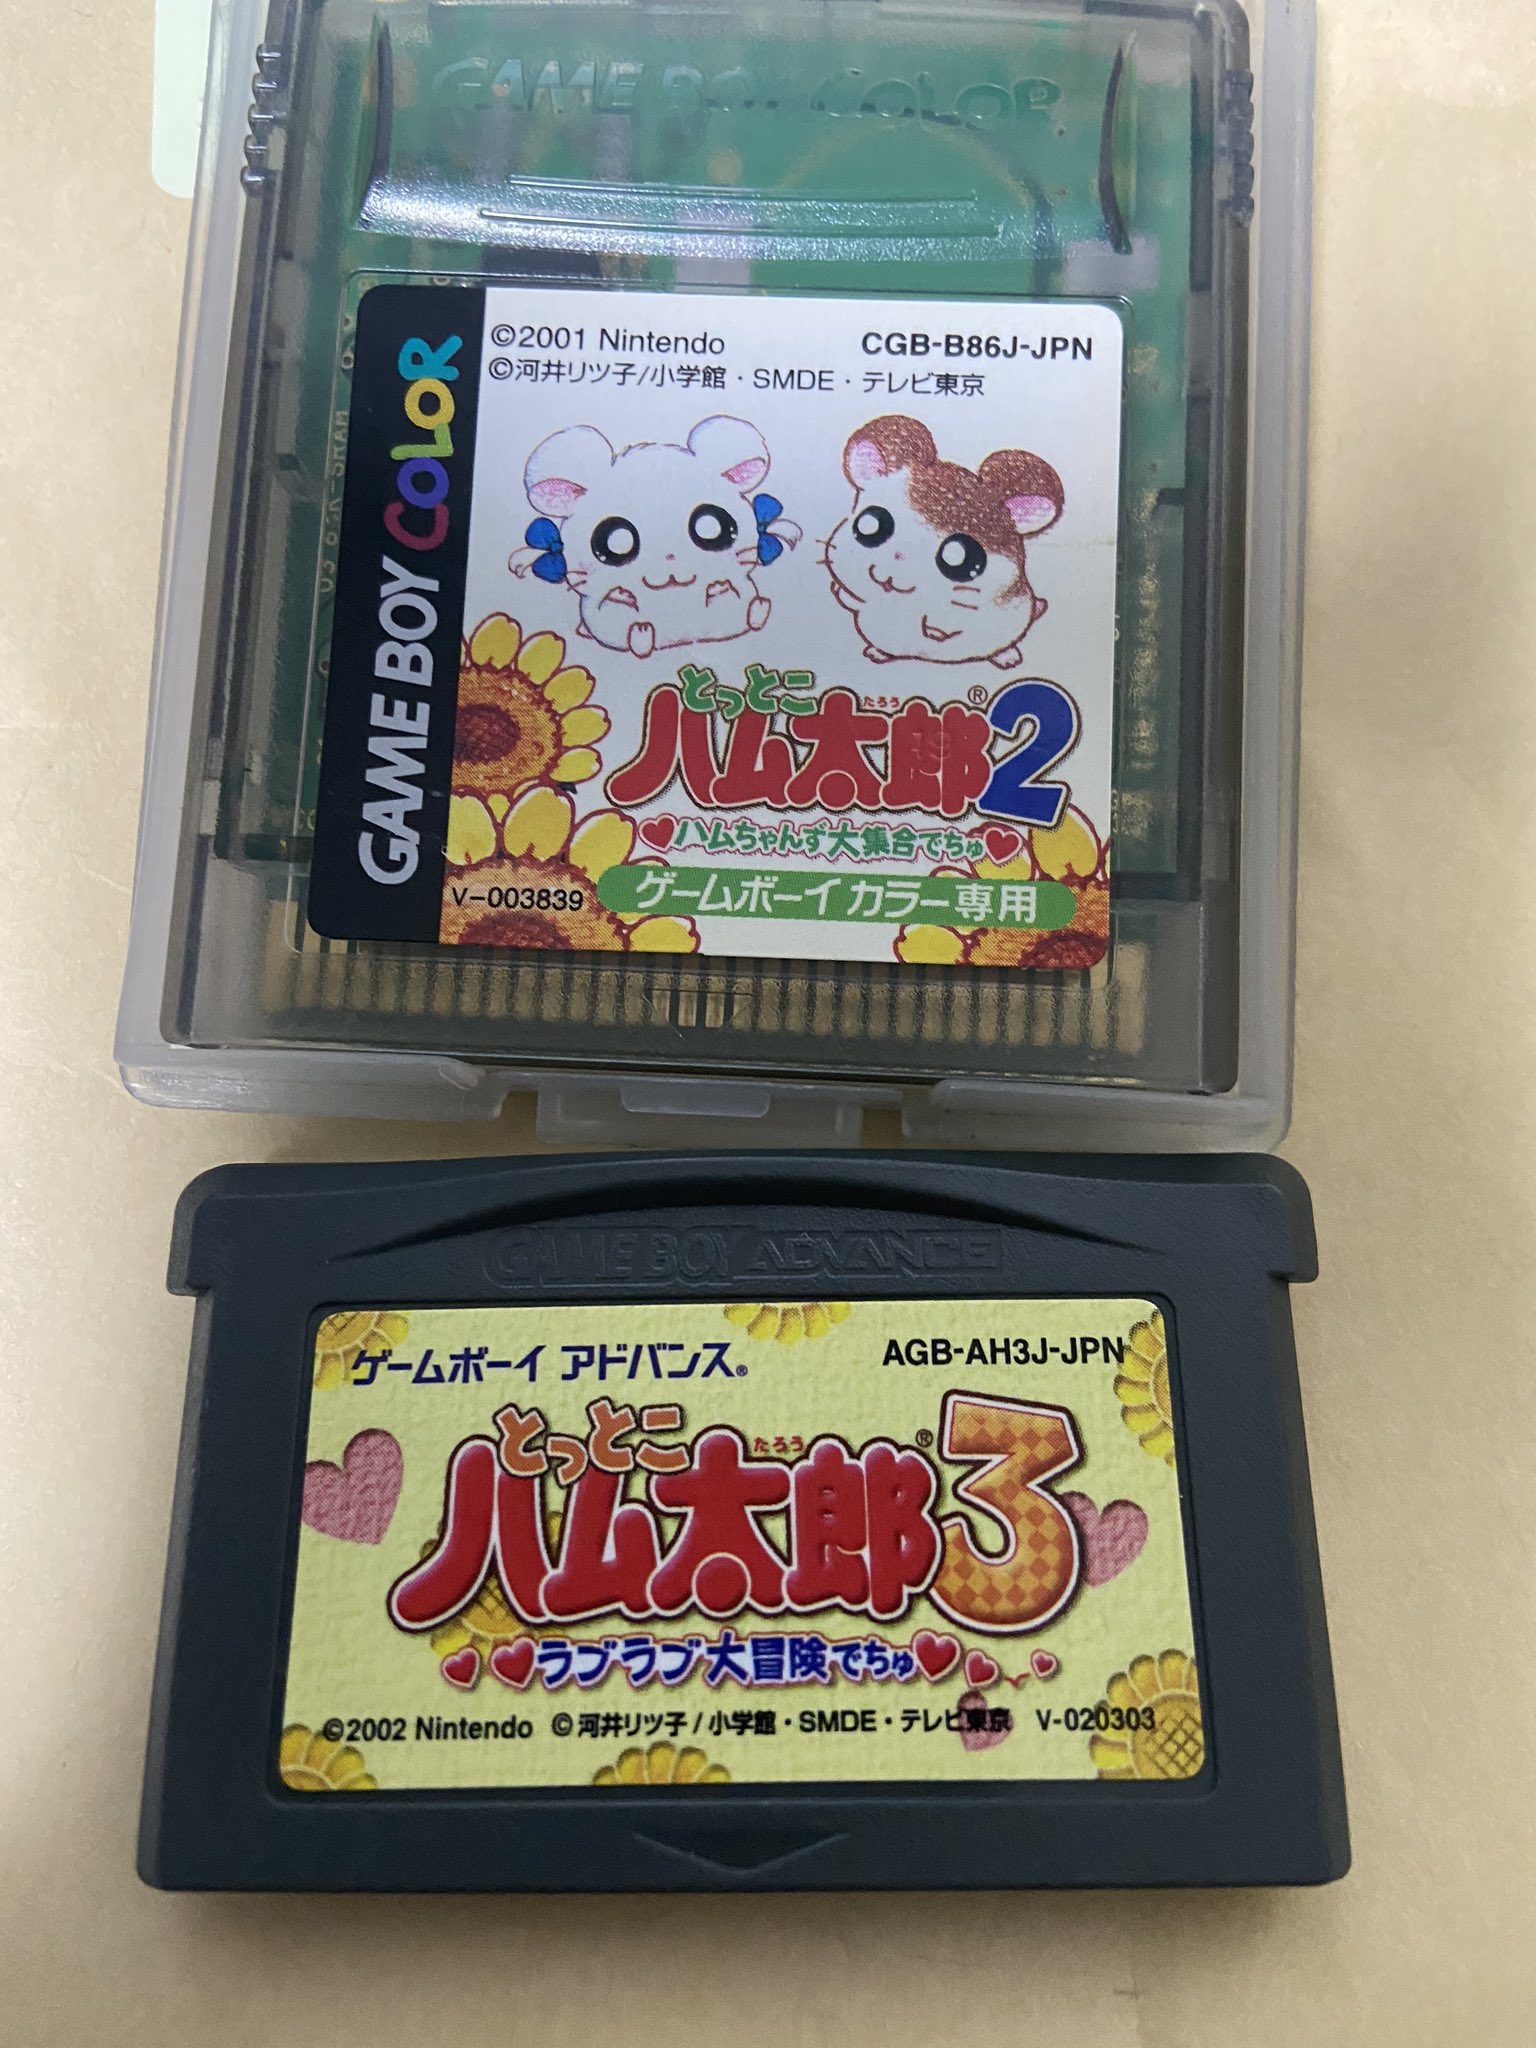 GAME BOY COLOR
GAME BOY COLOR
©2001 Nintendo
CGB-B86J-JPN
©河井リツ子/小学館・SMDE・テレビ東京
とっとこ
たろう
ハム太郎®2
ハムちゃんず大集合でちゅ
V-003839
ゲームボーイ カラー専用
GAME BOY ADVANCE
ゲームボーイ アドバンス®
AGB-AH3J-JPN
とっとこ
たろう
ハム太郎®3
ラブラブ大冒険でちゅ
©2002 Nintendo ©河井リツ子/小学館・SMDE・テレビ東京 V-020303